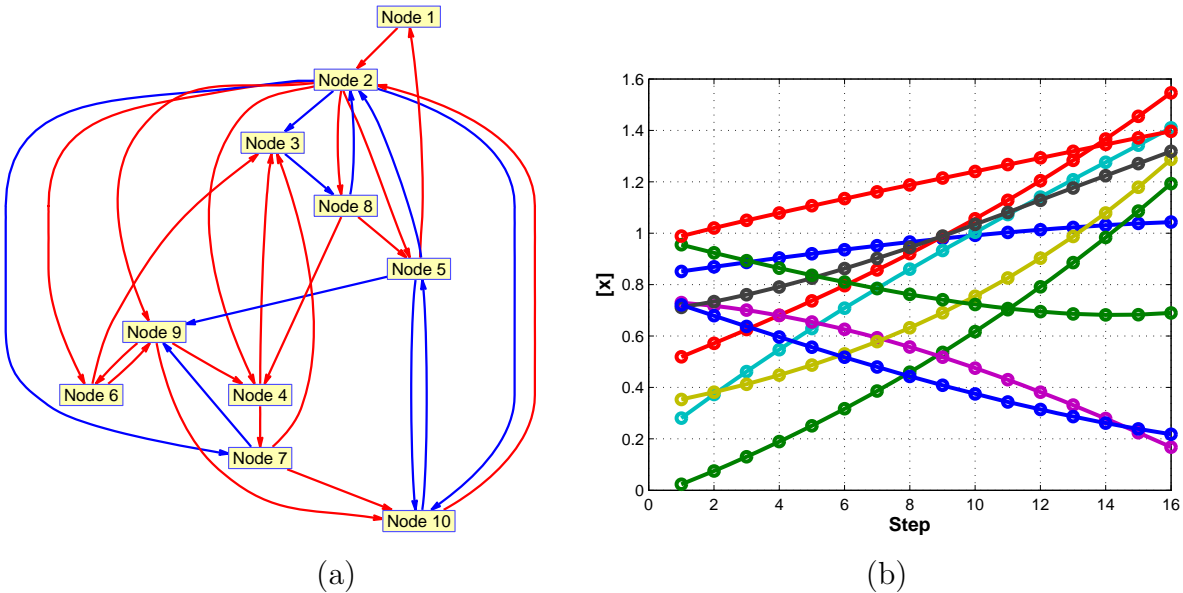 Node 1
Node 2
Node 3
Node 8
Node 5
Node 9
Node 6
Node 4
Node 7
Node 10
(a)
1.6
1.4
1.2
1
0.8
0.6
0.4
0.2
0
[x]
0 2 4 6 8 10 12 14 16
Step
(b)